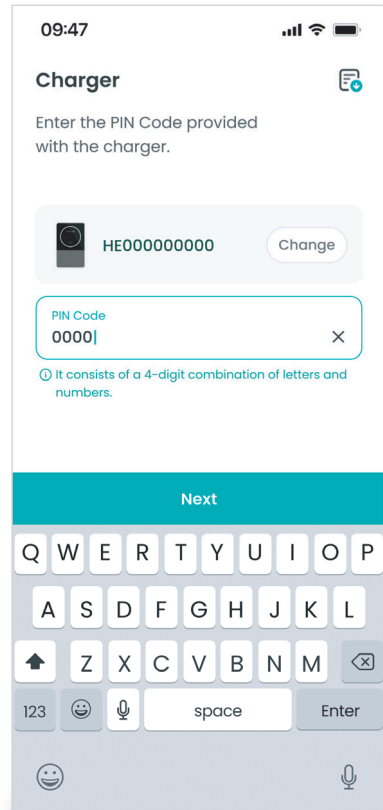 09:47
Charger
Enter the PIN Code provided
with the charger.
HE000000000
Change
PIN Code
0000
It consists of a 4-digit combination of letters and
numbers.
Next
Q W E R T Y U I O P
A S D F G H J K L
Z X C V B N M
123
space
Enter